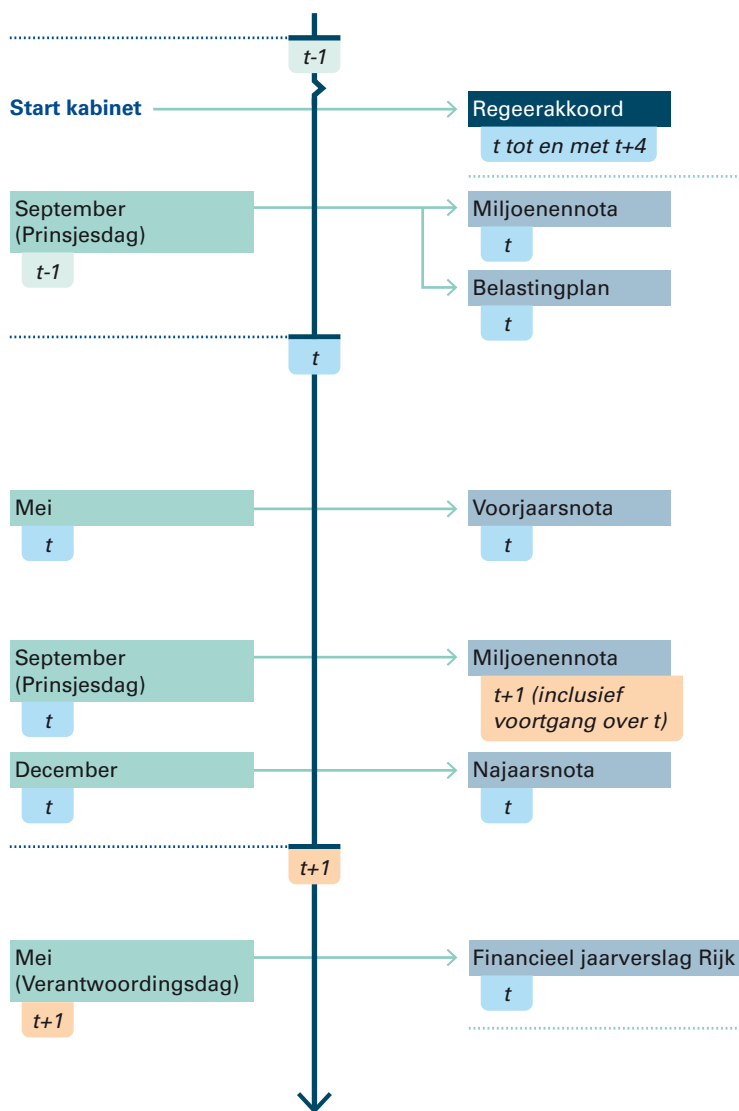 t-1
Start kabinet
Regeerakkoord
t tot en met t+4
September
(Prinsjesdag)
t-1
Miljoenennota
t
Belastingplan
t
t
Mei
t
Voorjaarsnota
t
September
(Prinsjesdag)
t
Miljoenennota
t+1 (inclusief
voortgang over t)
December
t
Najaarsnota
t
t+1
Mei
(Verantwoordingsdag)
t+1
Financieel jaarverslag Rijk
t